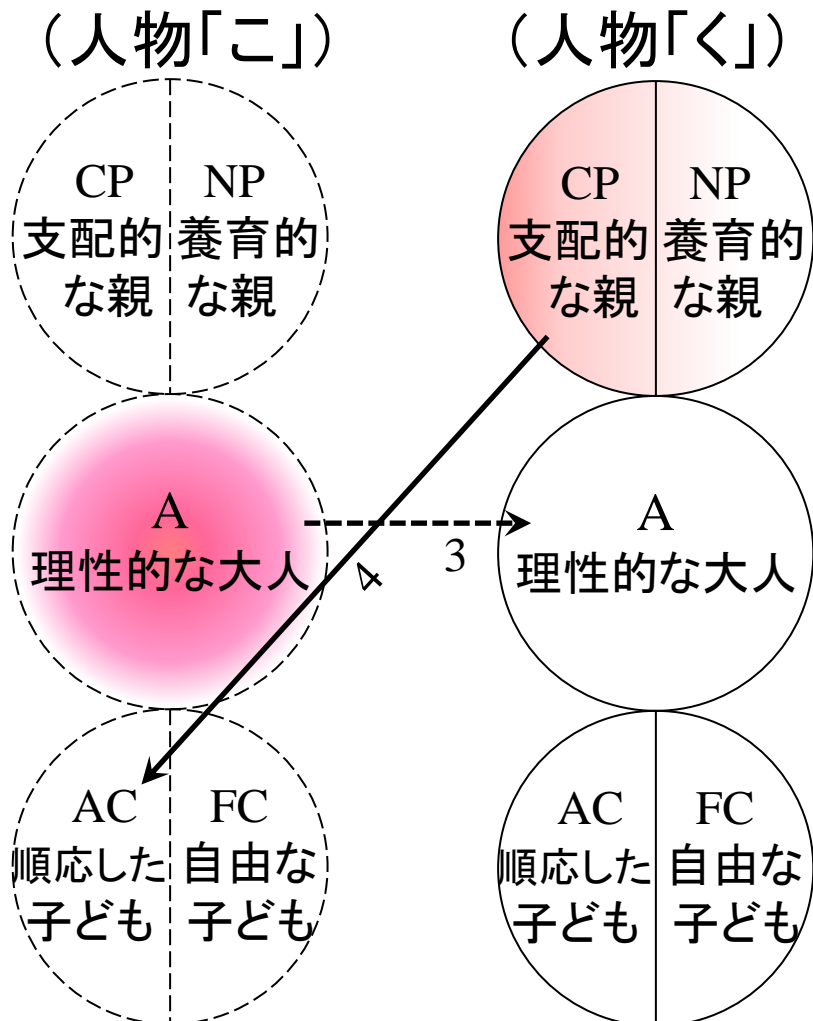 （人物「こ」）
（人物「く」）
CP
支配的
な親
NP
養育的
な親
CP
支配的
な親
NP
養育的
な親
A
理性的な大人
3
4
A
理性的な大人
AC
順応した
子ども
FC
自由な
子ども
AC
順応した
子ども
FC
自由な
子ども